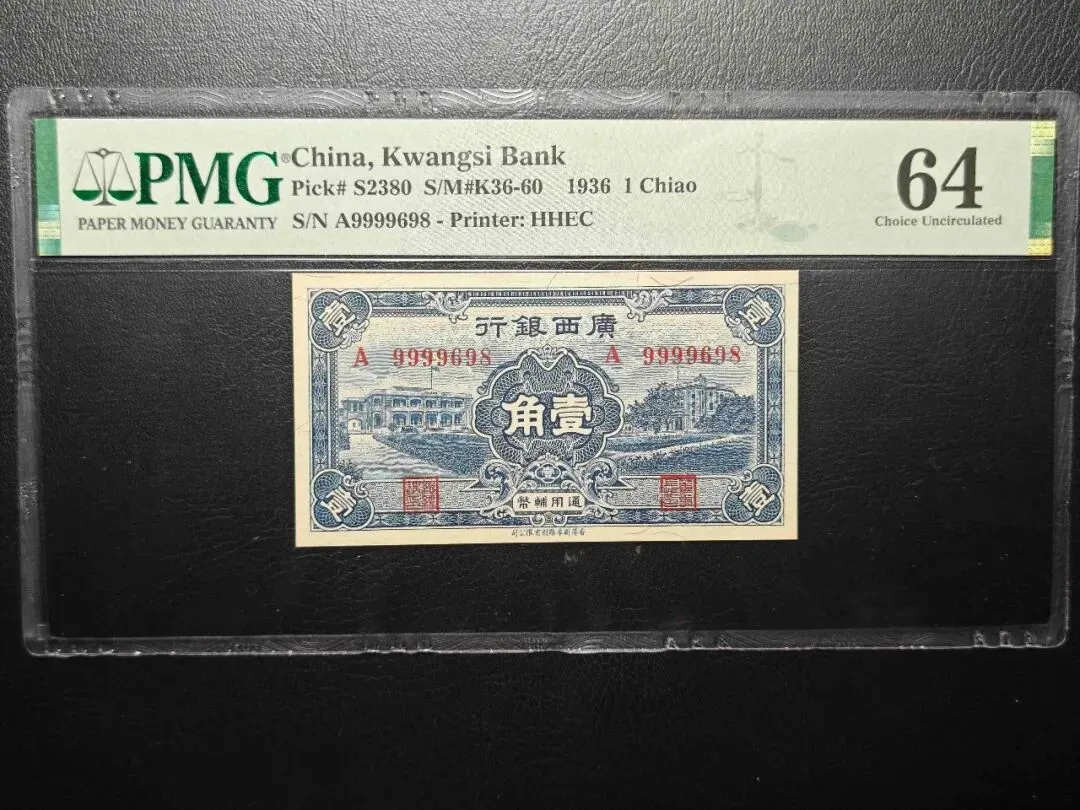 PMG®
PAPER MONEY GUARANTY
China, Kwangsi Bank
Pick# S2380 S/M#K36-60 1936 1 Chiao
S/N A9999698 - Printer: HHEC
64
Choice Uncirculated
壹 壹
行銀西廣
A 9999698 A 9999698
角壹
壹
幣輔用通
壹 壹